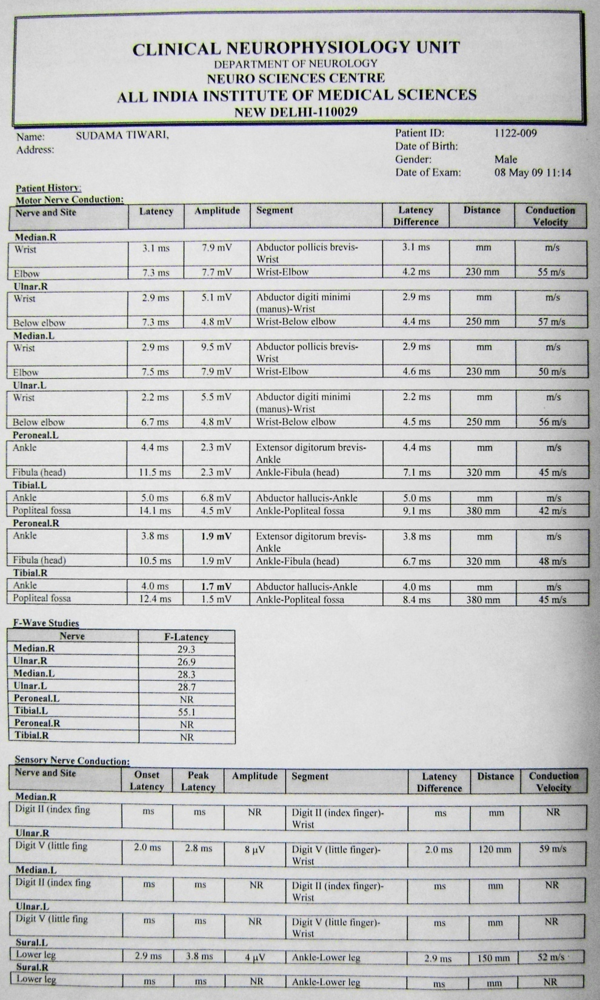 CLINICAL NEUROPHYSIOLOGY UNIT
DEPARTMENT OF NEUROLOGY
NEURO SCIENCES CENTRE
ALL INDIA INSTITUTE OF MEDICAL SCIENCES
NEW DELHI-110029
Name: SUDAMA TIWARI, Patient ID: 1122-009
Address: Date of Birth:
Gender: Male
Date of Exam: 08 May 09 11:14
Patient History:
Motor Nerve Conduction:
Nerve and Site Latency Amplitude Segment Latency Difference Distance Conduction Velocity
Median.R
Wrist 3.1 ms 7.9 mV Abductor pollicis brevis-Wrist 3.1 ms mm m/s
Elbow 7.3 ms 7.7 mV Wrist-Elbow 4.2 ms 230 mm 55 m/s
Ulnar.R
Wrist 2.9 ms 5.1 mV Abductor digiti minimi (manus)-Wrist 2.9 ms mm m/s
Below elbow 7.3 ms 4.8 mV Wrist-Below elbow 4.4 ms 250 mm 57 m/s
Median.L
Wrist 2.9 ms 9.5 mV Abductor pollicis brevis-Wrist 2.9 ms mm m/s
Elbow 7.5 ms 7.9 mV Wrist-Elbow 4.6 ms 230 mm 50 m/s
Ulnar.L
Wrist 2.2 ms 5.5 mV Abductor digiti minimi (manus)-Wrist 2.2 ms mm m/s
Below elbow 6.7 ms 4.8 mV Wrist-Below elbow 4.5 ms 250 mm 56 m/s
Peroneal.L
Ankle 4.4 ms 2.3 mV Extensor digitorum brevis-Ankle 4.4 ms mm m/s
Fibula (head) 11.5 ms 2.3 mV Ankle-Fibula (head) 7.1 ms 320 mm 45 m/s
Tibial.L
Ankle 5.0 ms 6.8 mV Abductor hallucis-Ankle 5.0 ms mm m/s
Popliteal fossa 14.1 ms 4.5 mV Ankle-Popliteal fossa 9.1 ms 380 mm 42 m/s
Peroneal.R
Ankle 3.8 ms 1.9 mV Extensor digitorum brevis-Ankle 3.8 ms mm m/s
Fibula (head) 10.5 ms 1.9 mV Ankle-Fibula (head) 6.7 ms 320 mm 48 m/s
Tibial.R
Ankle 4.0 ms 1.7 mV Abductor hallucis-Ankle 4.0 ms mm m/s
Popliteal fossa 12.4 ms 1.5 mV Ankle-Popliteal fossa 8.4 ms 380 mm 45 m/s
F-Wave Studies
Nerve F-Latency
Median.R 29.3
Ulnar.R 26.9
Median.L 28.3
Ulnar.L 28.7
Peroneal.L NR
Tibial.L 55.1
Peroneal.R NR
Tibial.R NR
Sensory Nerve Conduction:
Nerve and Site Onset Latency Peak Latency Amplitude Segment Latency Difference Distance Conduction Velocity
Median.R
Digit II (index fing ms ms NR Digit II (index finger)-Wrist ms mm NR
Ulnar.R
Digit V (little fing 2.0 ms 2.8 ms 8 µV Digit V (little finger)-Wrist 2.0 ms 120 mm 59 m/s
Median.L
Digit II (index fing ms ms NR Digit II (index finger)-Wrist ms mm NR
Ulnar.L
Digit V (little fing ms ms NR Digit V (little finger)-Wrist ms mm NR
Sural.L
Lower leg 2.9 ms 3.8 ms 4 µV Ankle-Lower leg 2.9 ms 150 mm 52 m/s
Sural.R
Lower leg ms ms NR Ankle-Lower leg ms mm NR